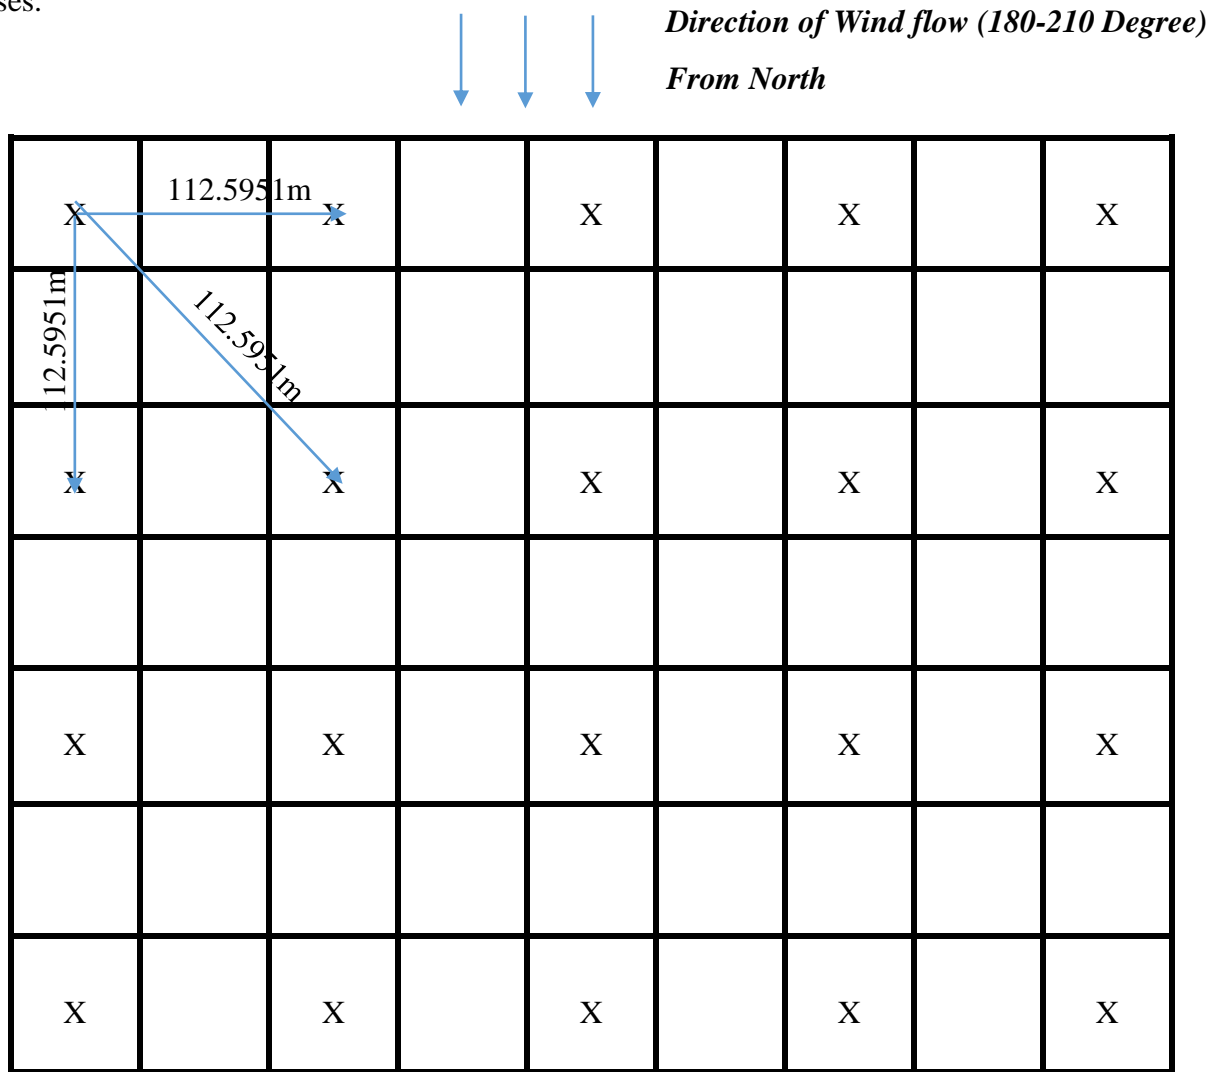 ses.
Direction of Wind flow (180-210 Degree)
From North
112.5951m
X X X X X
112.5951m
112.5951m
X X X X X
X X X X X
X X X X X